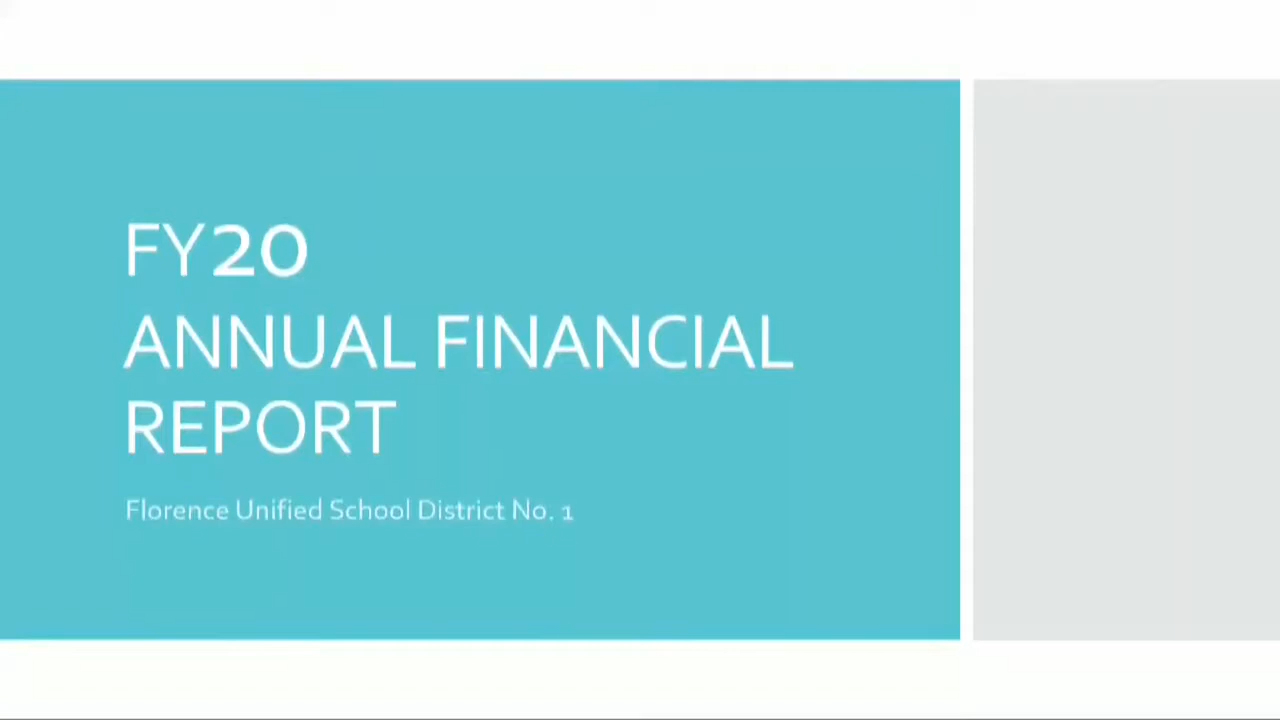 FY20
ANNUAL FINANCIAL
REPORT
Florence Unified School District No. 1